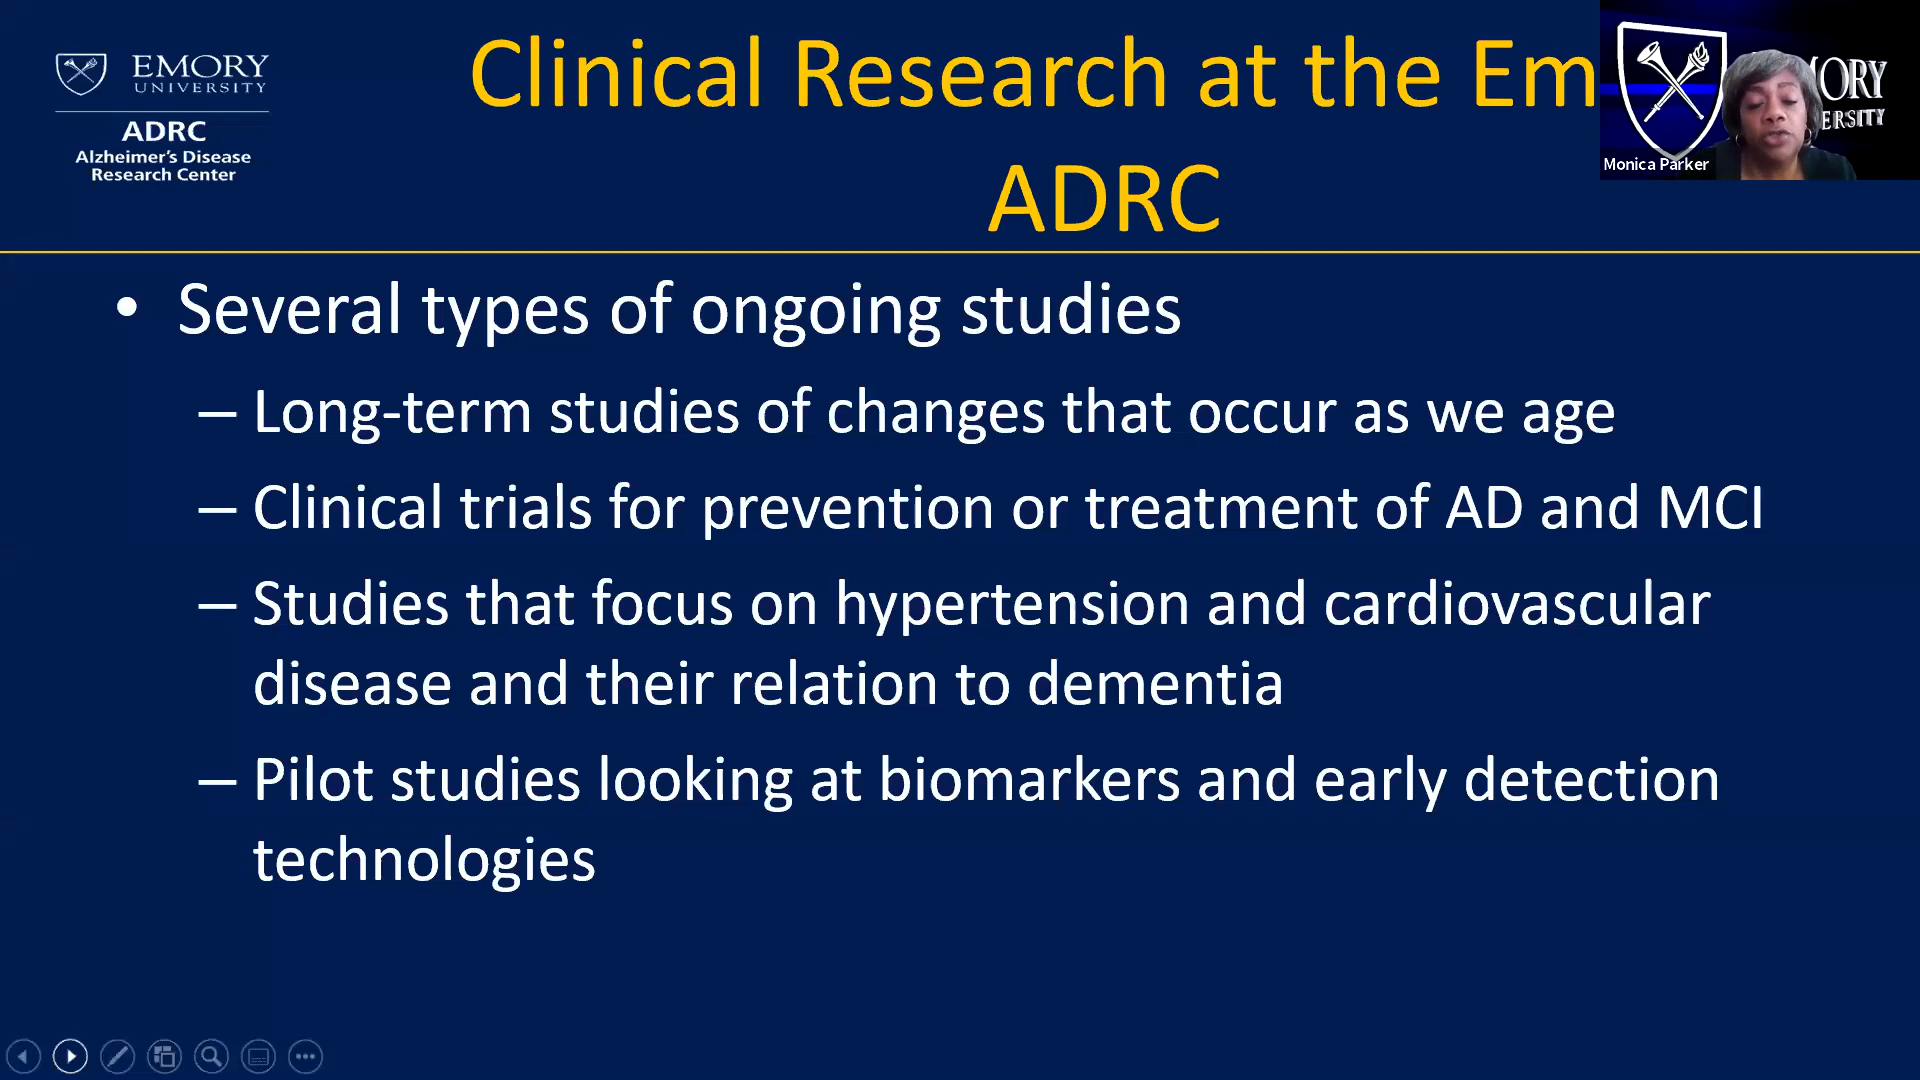 EMORY
UNIVERSITY
ADRC
Alzheimer's Disease
Research Center
Clinical Research at the Em
ADRC
ORY
ERSITY
Monica Parker
• Several types of ongoing studies
– Long-term studies of changes that occur as we age
– Clinical trials for prevention or treatment of AD and MCI
– Studies that focus on hypertension and cardiovascular
disease and their relation to dementia
– Pilot studies looking at biomarkers and early detection
technologies